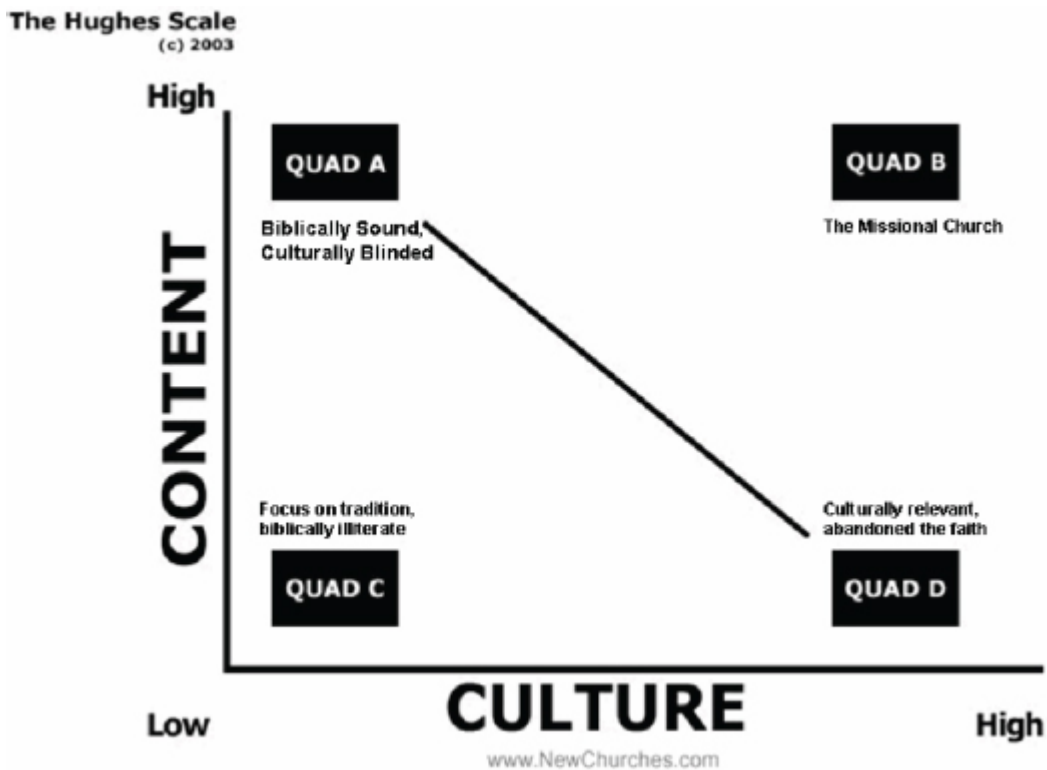 The Hughes Scale
(c) 2003
High
QUAD A
QUAD B
Biblically Sound,
Culturally Blinded
The Missional Church
CONTENT
Focus on tradition,
biblically illiterate
Culturally relevant,
abandoned the faith
QUAD C
QUAD D
Low
CULTURE
High
www.NewChurches.com